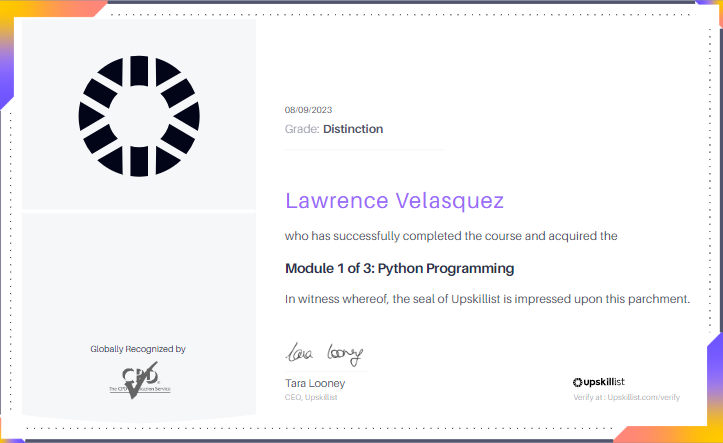 08/09/2023
Grade: Distinction
Lawrence Velasquez
who has successfully completed the course and acquired the
Module 1 of 3: Python Programming
In witness whereof, the seal of Upskillist is impressed upon this parchment.
Globally Recognized by
CPD
The CPD Certification Service
Tara Looney
Tara Looney
CEO, Upskillist
upskillist
Verify at : Upskillist.com/verify